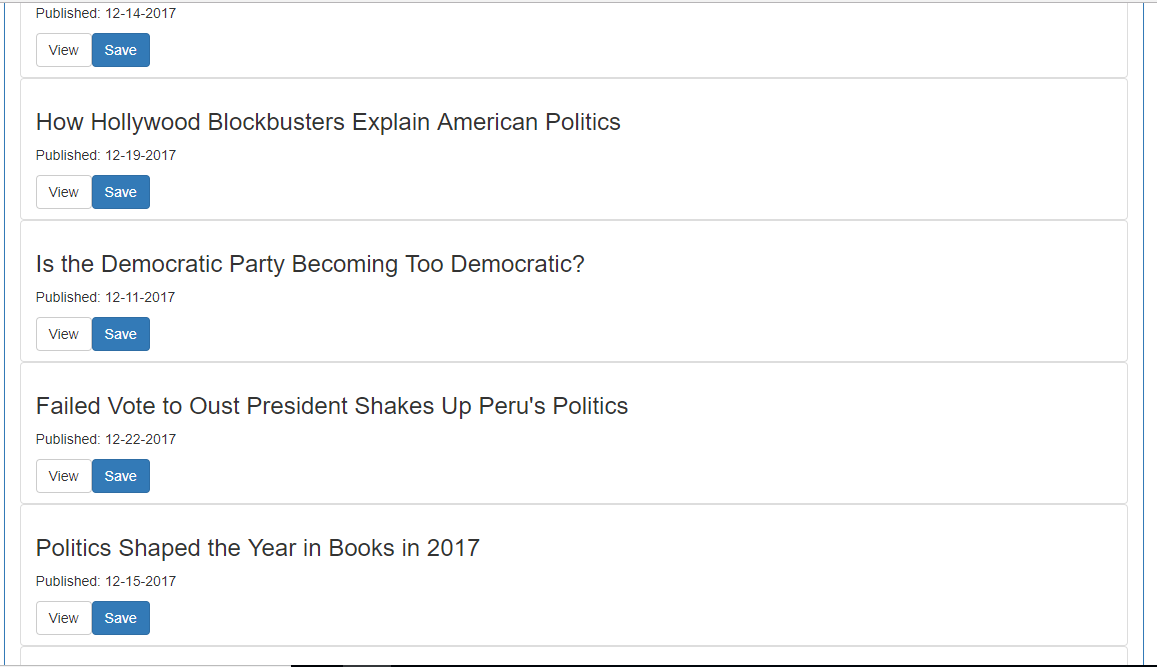 Published: 12-14-2017
View Save
How Hollywood Blockbusters Explain American Politics
Published: 12-19-2017
View Save
Is the Democratic Party Becoming Too Democratic?
Published: 12-11-2017
View Save
Failed Vote to Oust President Shakes Up Peru's Politics
Published: 12-22-2017
View Save
Politics Shaped the Year in Books in 2017
Published: 12-15-2017
View Save